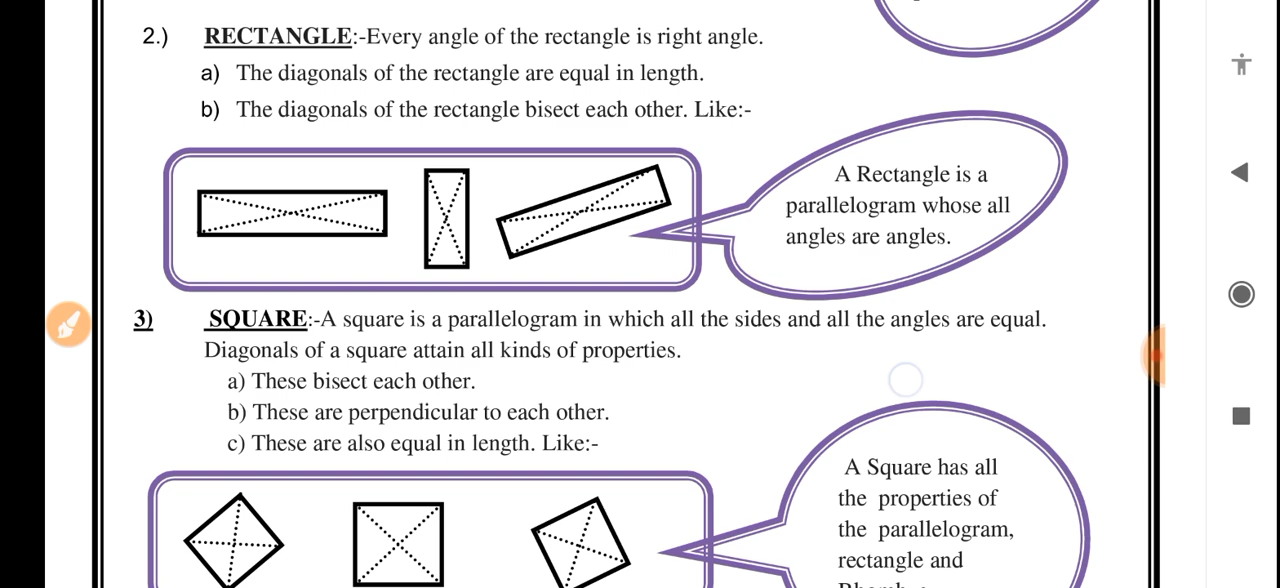 2.) RECTANGLE:-Every angle of the rectangle is right angle.
a) The diagonals of the rectangle are equal in length.
b) The diagonals of the rectangle bisect each other. Like:-
A Rectangle is a
parallelogram whose all
angles are angles.
3) SQUARE:-A square is a parallelogram in which all the sides and all the angles are equal.
Diagonals of a square attain all kinds of properties.
a) These bisect each other.
b) These are perpendicular to each other.
c) These are also equal in length. Like:-
A Square has all
the properties of
the parallelogram,
rectangle and